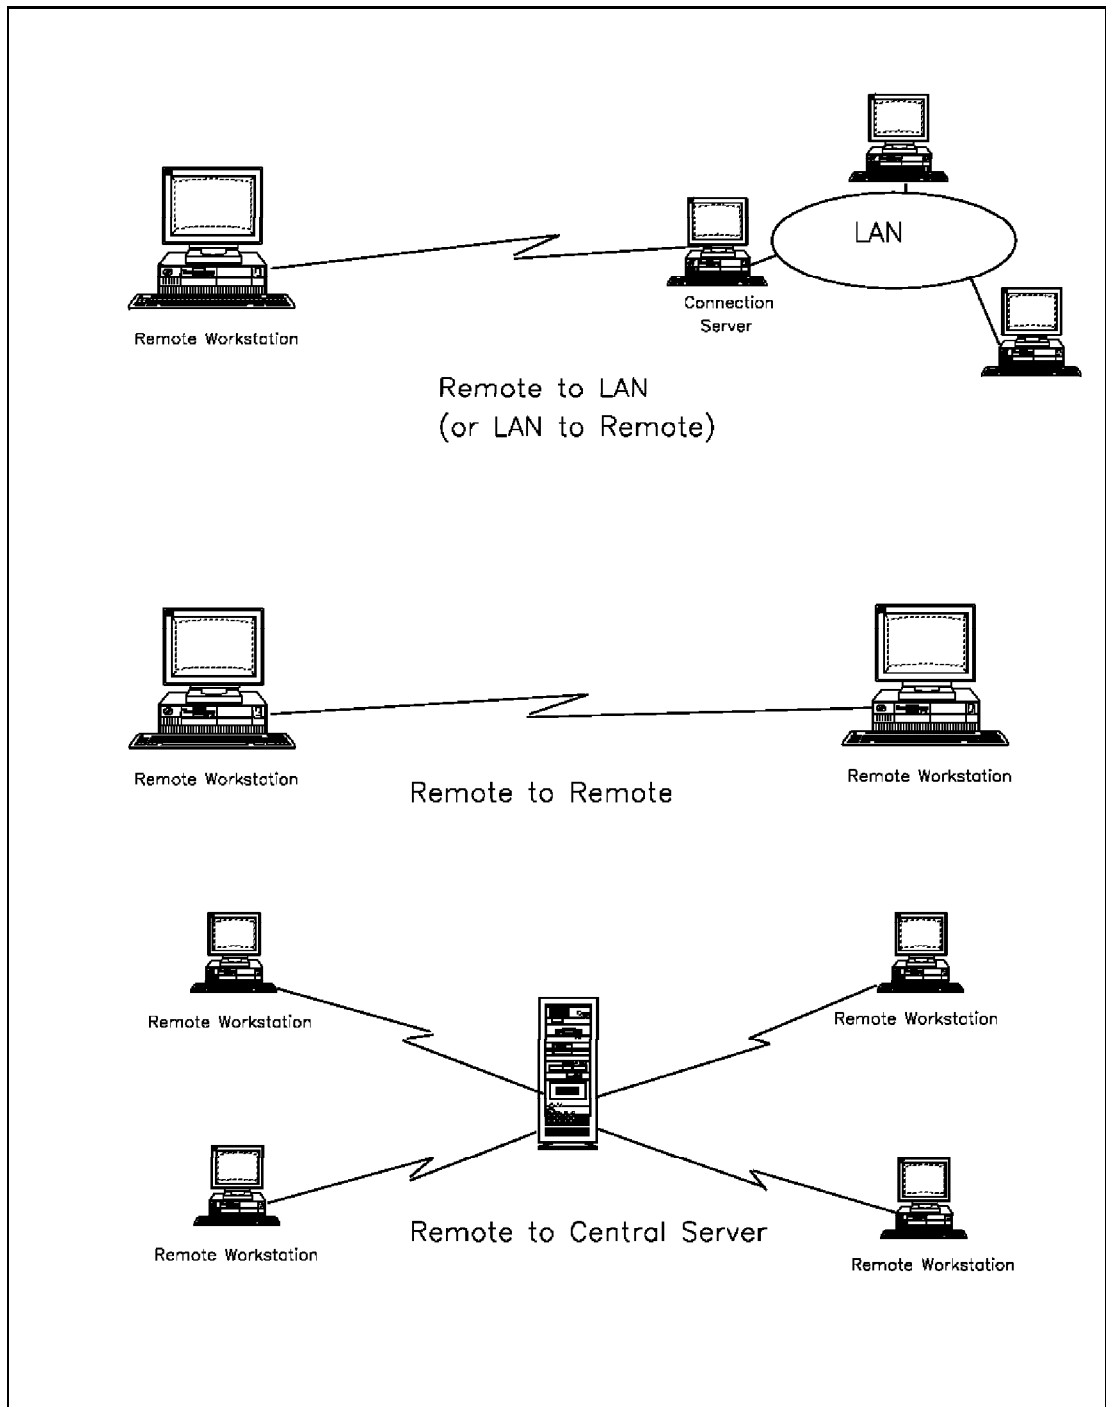 LAN
Connection
Server
Remote Workstation
Remote to LAN
(or LAN to Remote)
Remote Workstation
Remote Workstation
Remote to Remote
Remote Workstation
Remote Workstation
Remote to Central Server
Remote Workstation
Remote Workstation